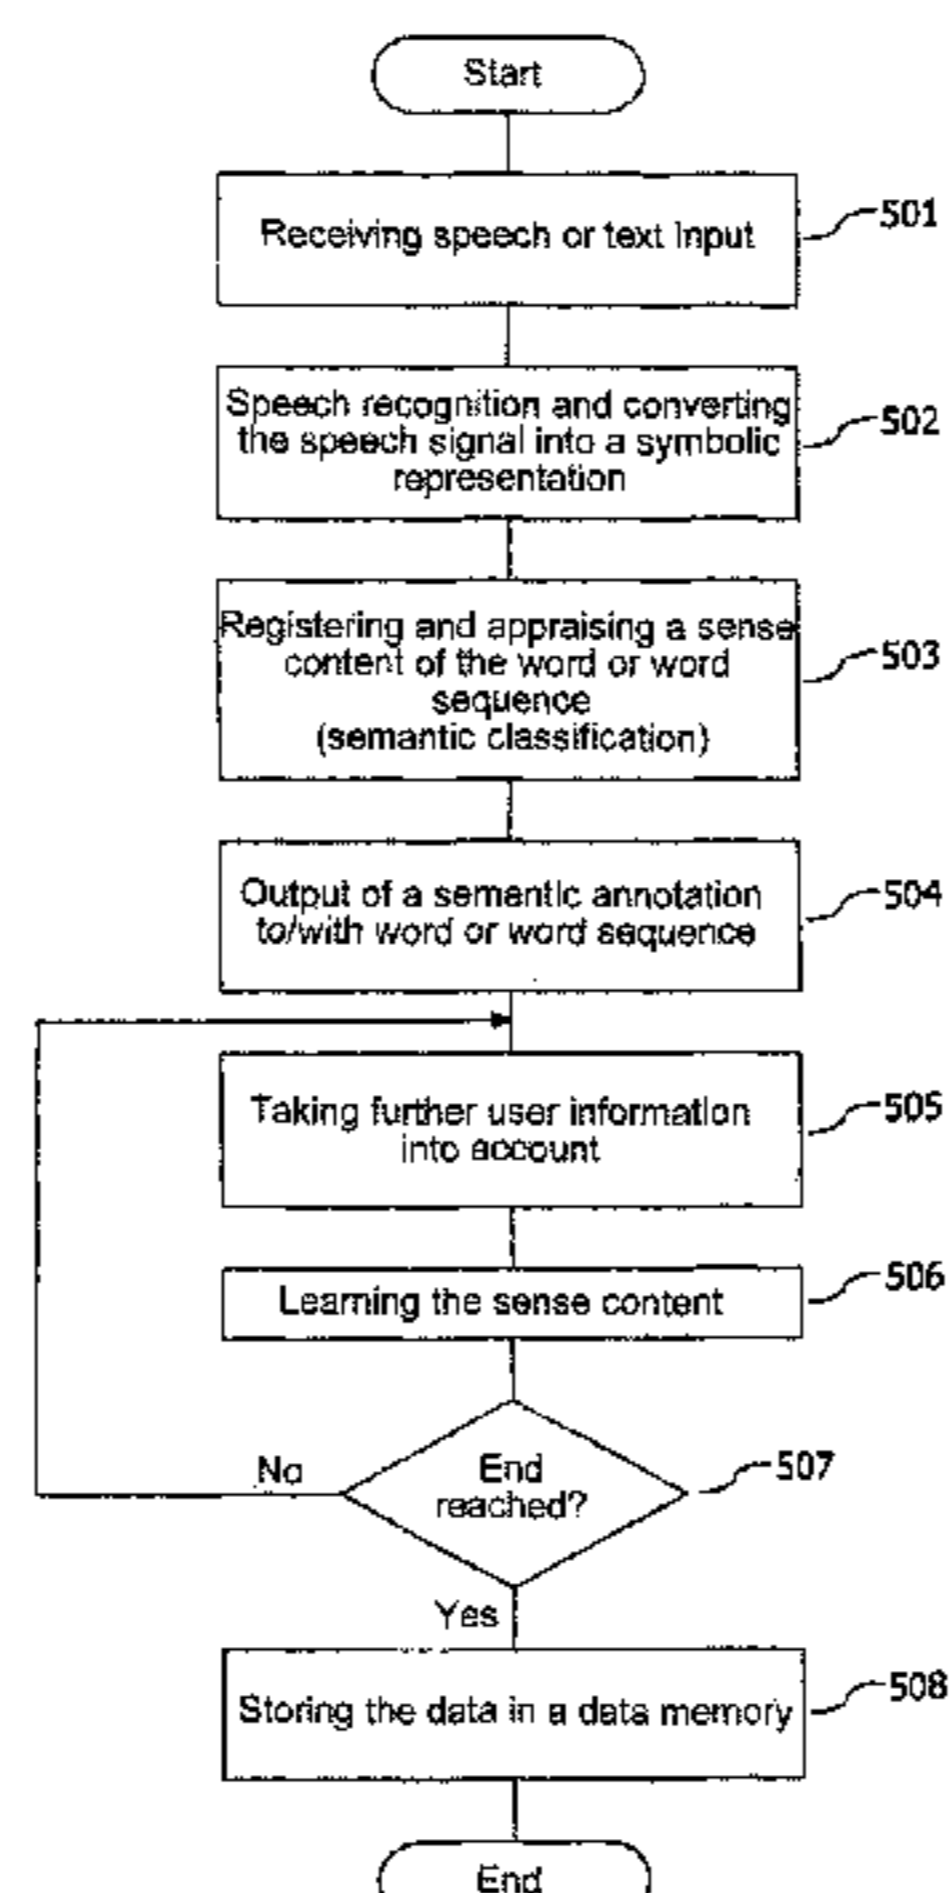 Start
Receiving speech or text input
501
Speech recognition and converting
the speech signal into a symbolic
representation
502
Registering and appraising a sense
content of the word or word
sequence
(semantic classification)
503
Output of a semantic annotation
to/with word or word sequence
504
Taking further user information
into account
505
Learning the sense content
506
End
reached?
507
No
Yes
Storing the data in a data memory
508
End